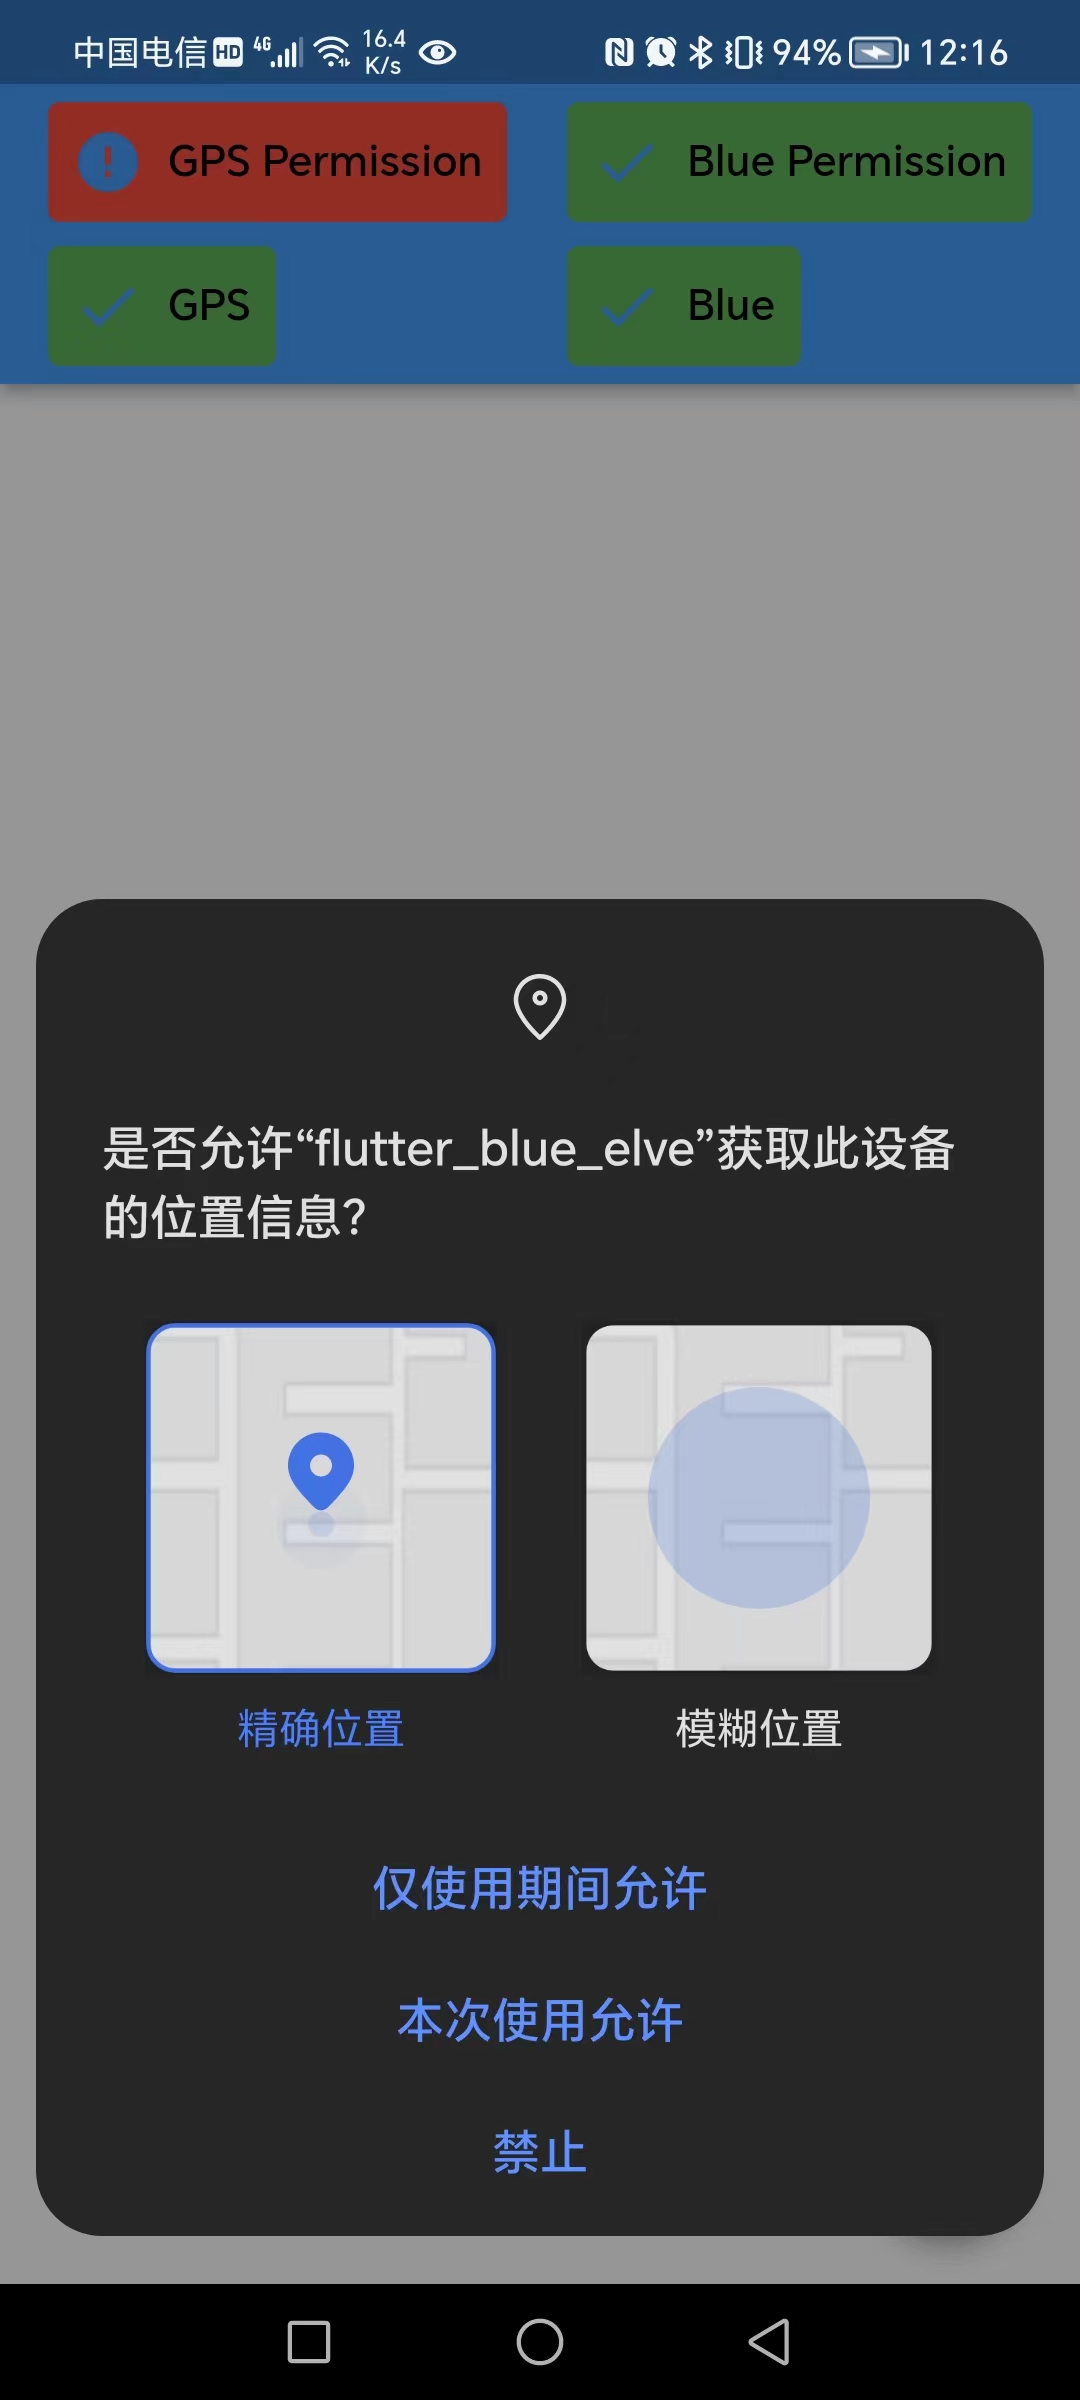 中国电信 HD 4G 16.4 K/s 94% 12:16
GPS Permission
Blue Permission
GPS
Blue
是否允许“flutter_blue_elve”获取此设备
的位置信息?
精确位置
模糊位置
仅使用期间允许
本次使用允许
禁止